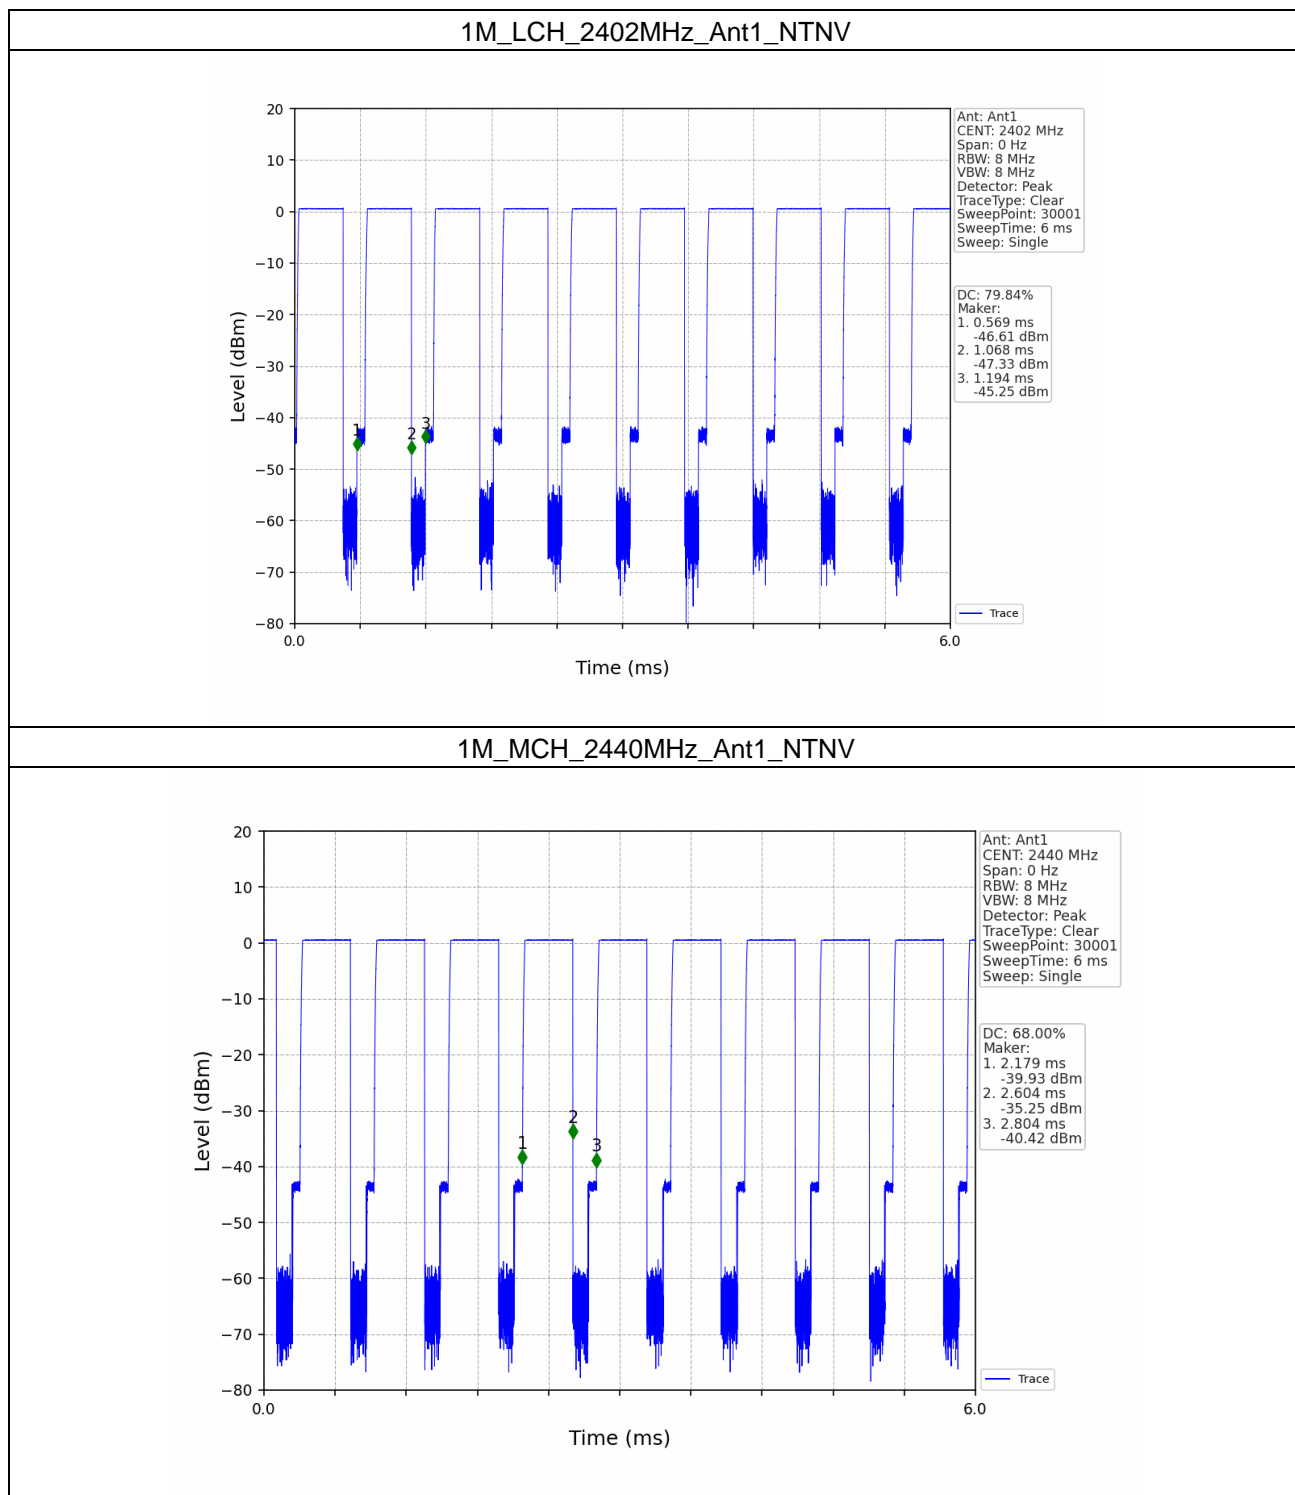 1M_LCH_2402MHz_Ant1_NTNV
20
10
0
−10
−20
−30
−40
−50
−60
−70
−80
Level (dBm)
1
2
3
0.0
6.0
Time (ms)
Ant: Ant1
CENT: 2402 MHz
Span: 0 Hz
RBW: 8 MHz
VBW: 8 MHz
Detector: Peak
TraceType: Clear
SweepPoint: 30001
SweepTime: 6 ms
Sweep: Single
DC: 79.84%
Maker:
1. 0.569 ms
-46.61 dBm
2. 1.068 ms
-47.33 dBm
3. 1.194 ms
-45.25 dBm
Trace
1M_MCH_2440MHz_Ant1_NTNV
20
10
0
−10
−20
−30
−40
−50
−60
−70
−80
Level (dBm)
1
2
3
0.0
6.0
Time (ms)
Ant: Ant1
CENT: 2440 MHz
Span: 0 Hz
RBW: 8 MHz
VBW: 8 MHz
Detector: Peak
TraceType: Clear
SweepPoint: 30001
SweepTime: 6 ms
Sweep: Single
DC: 68.00%
Maker:
1. 2.179 ms
-39.93 dBm
2. 2.604 ms
-35.25 dBm
3. 2.804 ms
-40.42 dBm
Trace